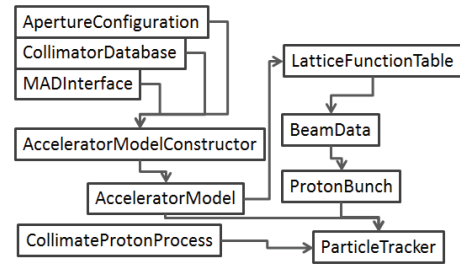 ApertureConfiguration
CollimatorDatabase
MADInterface
LatticeFunctionTable
BeamData
AcceleratorModelConstructor
ProtonBunch
AcceleratorModel
CollimateProtonProcess
ParticleTracker